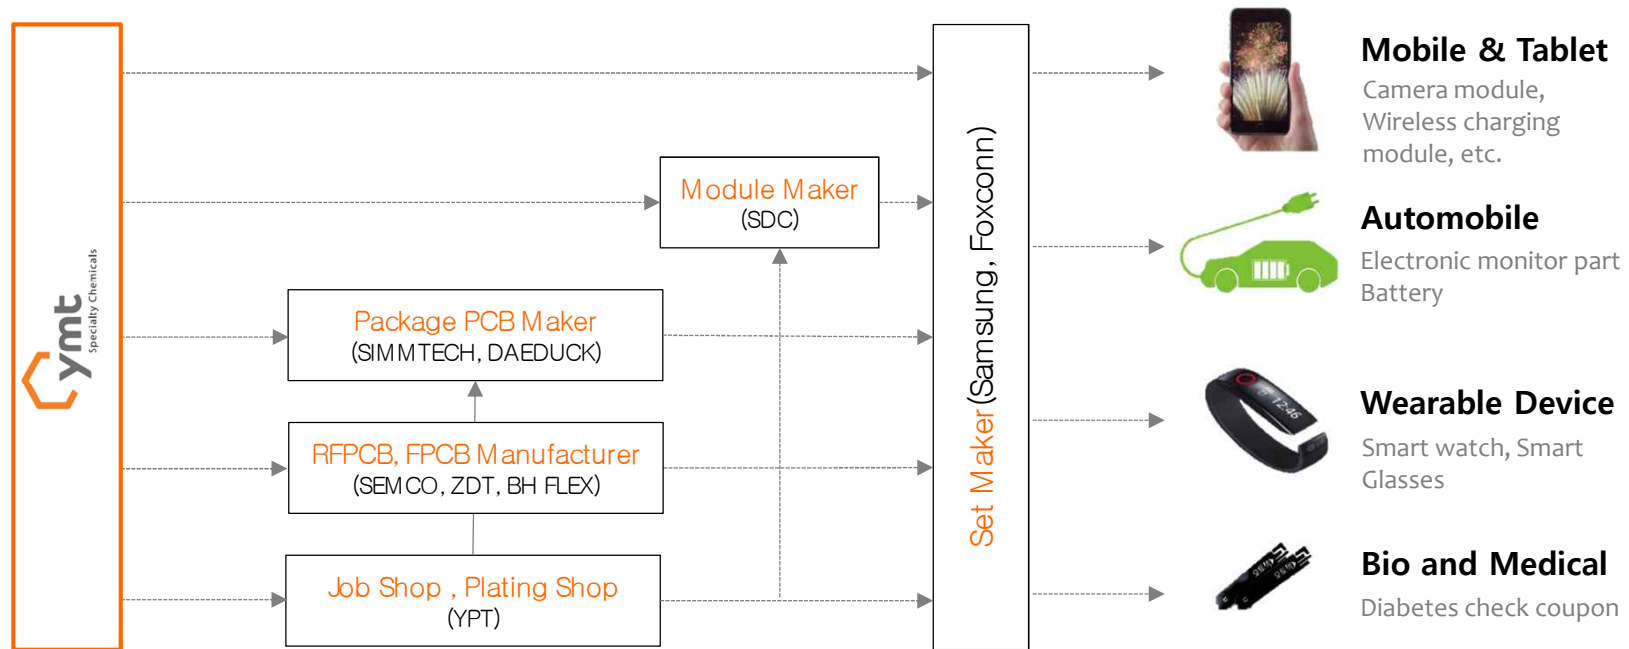 ymt
Specialty Chemicals
Module Maker
(SDC)
Package PCB Maker
(SIMMTECH, DAEDUCK)
RFPCB, FPCB Manufacturer
(SEMCO, ZDT, BH FLEX)
Job Shop , Plating Shop
(YPT)
Set Maker(Samsung, Foxconn)
Mobile & Tablet
Camera module,
Wireless charging
module, etc.
Automobile
Electronic monitor part
Battery
12:46
Wearable Device
Smart watch, Smart
Glasses
Bio and Medical
Diabetes check coupon